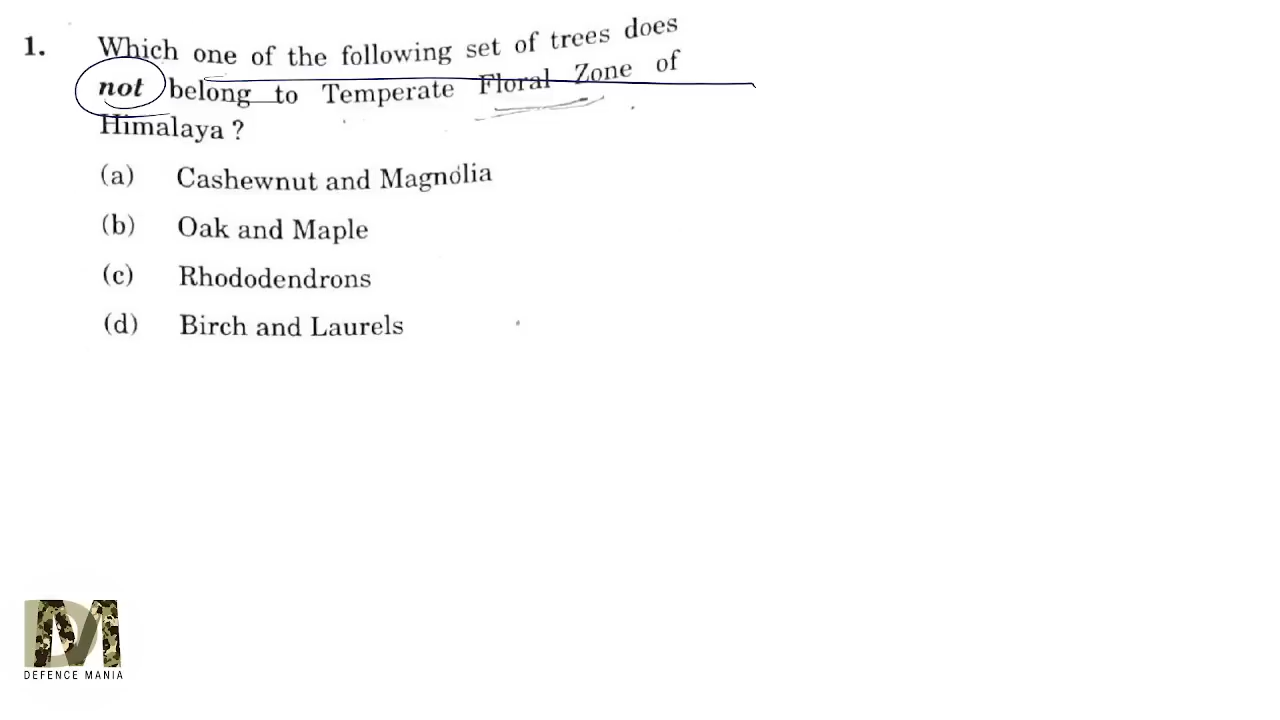 1. Which one of the following set of trees does
not belong to Temperate Floral Zone of
Himalaya ?
(a) Cashewnut and Magnolia
(b) Oak and Maple
(c) Rhododendrons
(d) Birch and Laurels
DM
DEFENCE MANIA